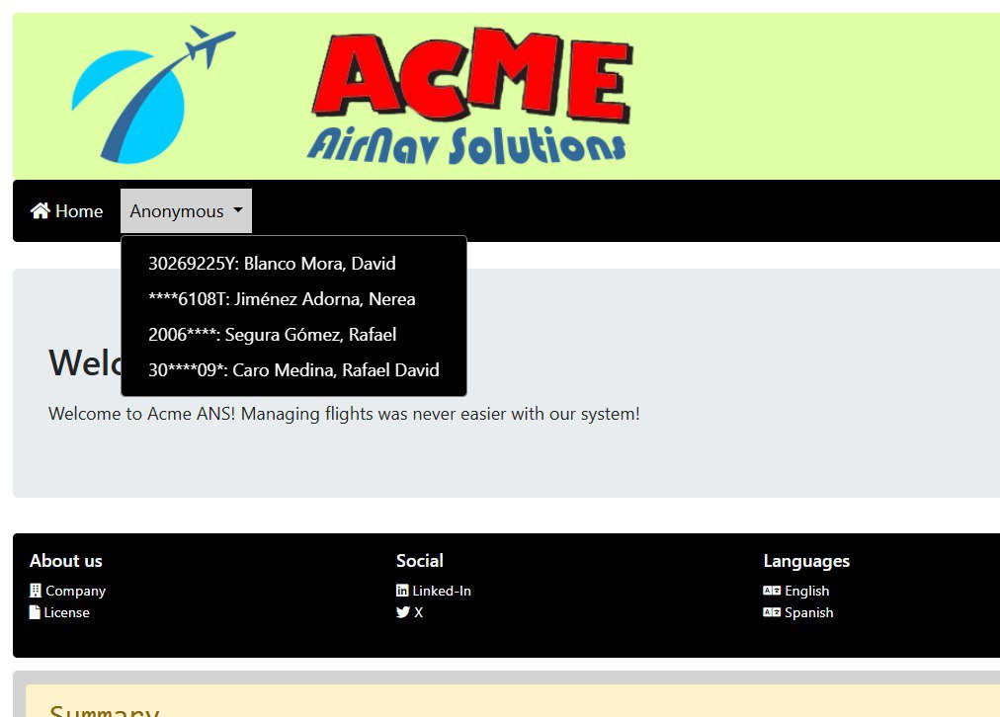 ACME
AirNav Solutions
Home
Anonymous
30269225Y: Blanco Mora, David
****6108T: Jiménez Adorna, Nerea
2006****: Segura Gómez, Rafael
30****09*: Caro Medina, Rafael David
Welcome to Acme ANS! Managing flights was never easier with our system!
About us
Social
Languages
Company
Linked-In
English
License
X
Spanish
Summary